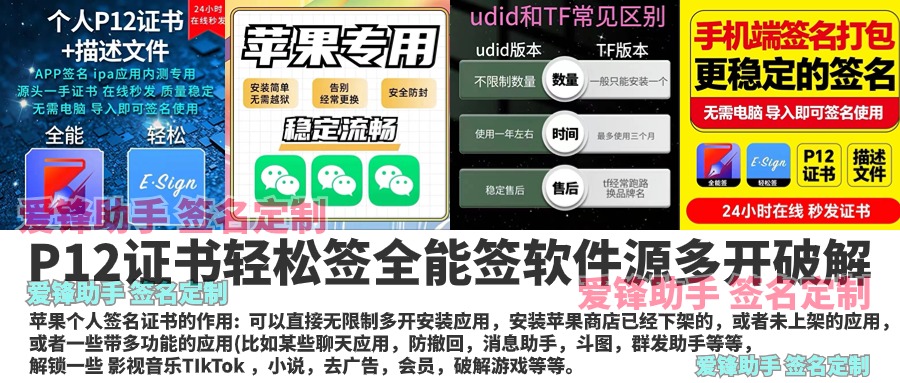 个人P12证书
+描述文件
24小时
在线秒发
APP签名 ipa应用内测专用
源头一手证书 在线秒发 质量稳定
无需电脑 导入即可签名使用
全能 轻松
E·Sign
苹果专用
安装简单
无需越狱
告别
经常更换
安全防封
稳定流畅
udid和TF常见区别
udid版本 TF版本
不限制数量 数量 一般只能安装一个
使用一年左右 时间 最多使用三个月
稳定售后 售后 tf经常跑路
换品牌名
手机端签名打包
更稳定的签名
无需电脑 导入即可签名使用
全能签
E·Sign
轻松签
P12
证书
描述
文件
24小时在线 秒发证书
爱锋助手 签名定制
P12证书轻松签全能签软件源多开破解
爱锋助手 签名定制
爱锋助手 签名定制
苹果个人签名证书的作用: 可以直接无限制多开安装应用，安装苹果商店已经下架的，或者未上架的应用，
或者一些带多功能的应用(比如某些聊天应用，防撤回，消息助手，斗图，群发助手等等，
解锁一些 影视音乐TIkTok ，小说，去广告，会员，破解游戏等等。
爱锋助手 签名定制